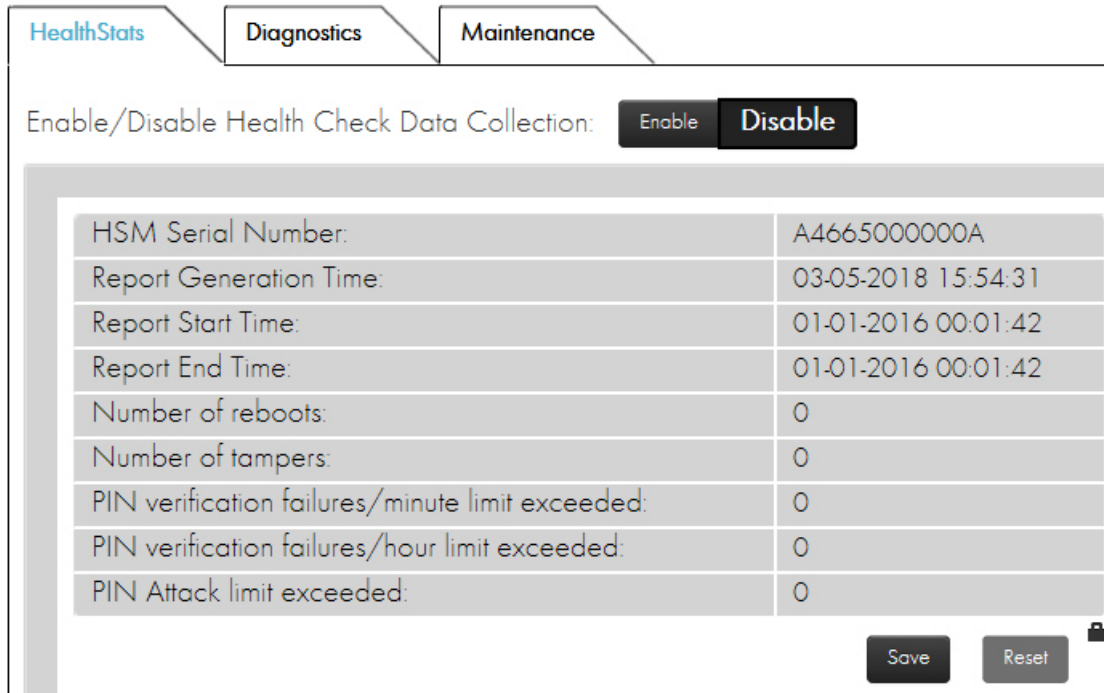 HealthStats Diagnostics Maintenance
Enable/Disable Health Check Data Collection: Enable Disable
HSM Serial Number: A4665000000A
Report Generation Time: 03-05-2018 15:54:31
Report Start Time: 01-01-2016 00:01:42
Report End Time: 01-01-2016 00:01:42
Number of reboots: 0
Number of tampers: 0
PIN verification failures/minute limit exceeded: 0
PIN verification failures/hour limit exceeded: 0
PIN Attack limit exceeded: 0
Save Reset